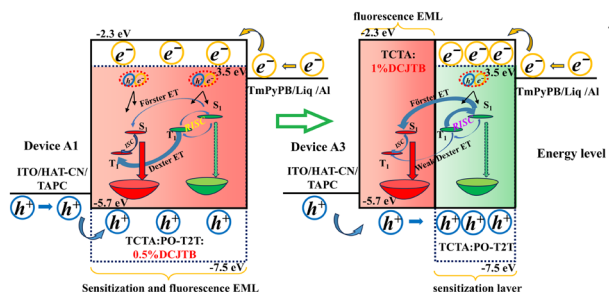 -2.3 eV
e⁻ e⁻ e⁻
3.5 eV
h⁺ e⁻ h⁺ e⁻
e⁻ e⁻
TmPyPB/Liq /Al
Förster ET
S₁
S₁
RISC
T₁
ISC
T₁
Dexter ET
Device A1
ITO/HAT-CN/
TAPC
h⁺ h⁺
-5.7 eV
h⁺ h⁺ h⁺
TCTA:PO-T2T:
0.5%DCJTB
-7.5 eV
Sensitization and fluorescence EML
fluorescence EML
-2.3 eV
TCTA:
1%DCJTB
e⁻ e⁻ e⁻
3.5 eV
h⁺ e⁻
e⁻ e⁻
TmPyPB/Liq /Al
Förster ET
S₁
S₁
RISC
T₁
ISC
T₁
Weak Dexter ET
Device A3
Energy level
ITO/HAT-CN/
TAPC
h⁺ h⁺
-5.7 eV
h⁺ h⁺ h⁺ h⁺
TCTA:PO-T2T
-7.5 eV
sensitization layer